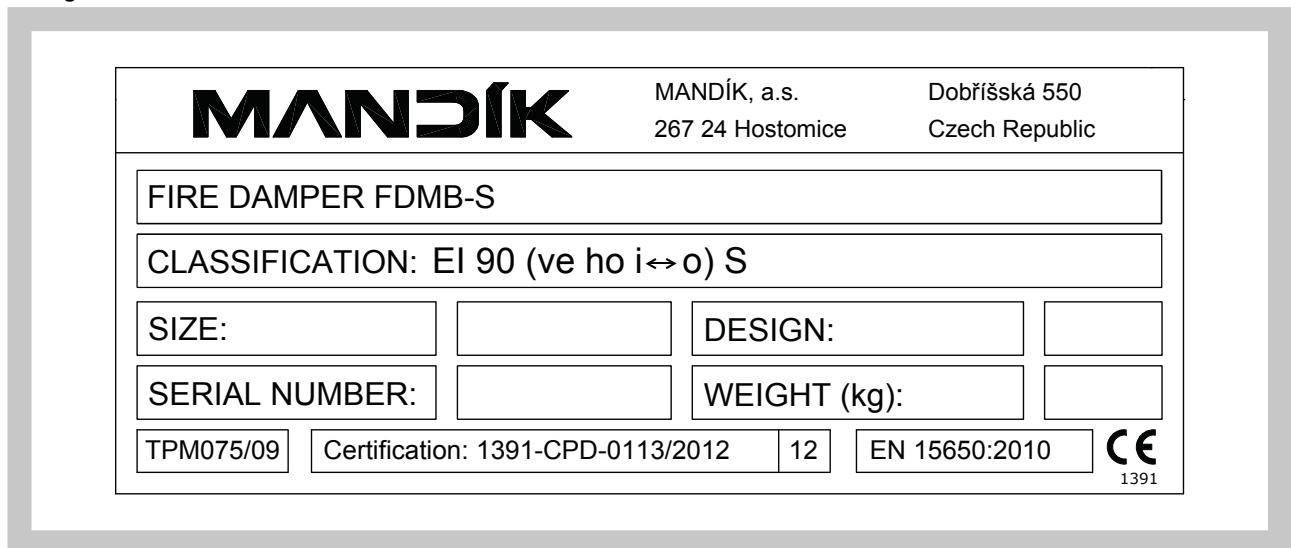 MANDÍK
MANDÍK, a.s. Dobříšská 550
267 24 Hostomice Czech Republic
FIRE DAMPER FDMB-S
CLASSIFICATION: EI 90 (ve ho i↔o) S
SIZE: DESIGN:
SERIAL NUMBER: WEIGHT (kg):
TPM075/09 Certification: 1391-CPD-0113/2012 12 EN 15650:2010 CE
1391